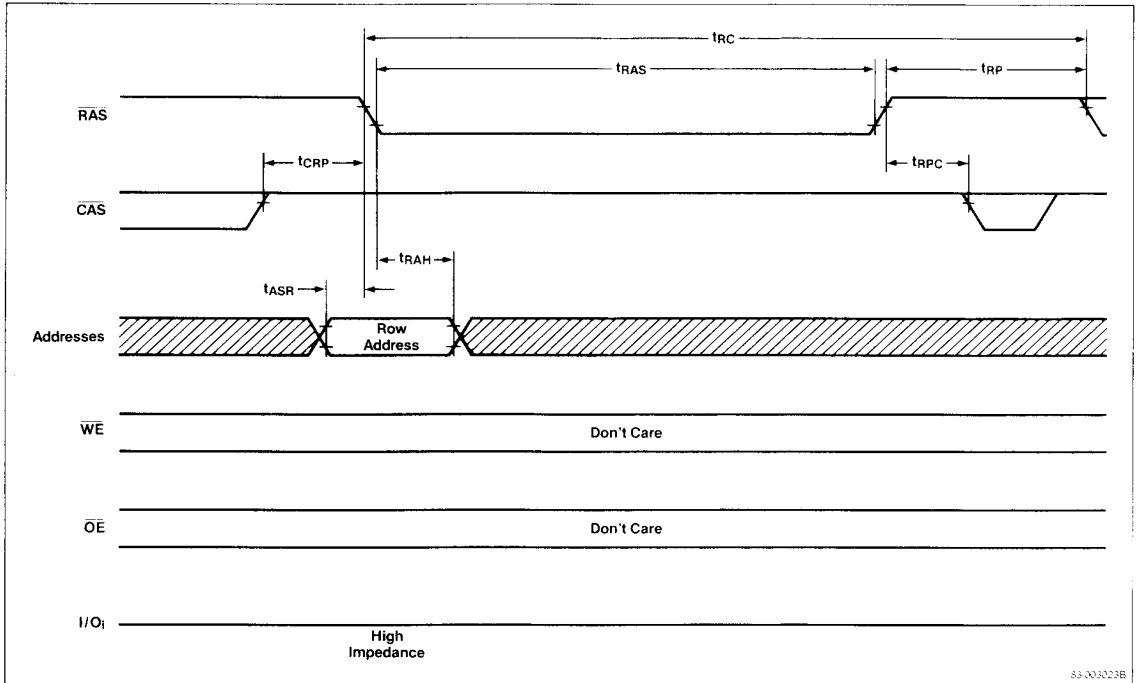 tRC
tRAS
tRP
RAS
tCRP
tRPC
CAS
tRAH
tASR
Addresses
Row
Address
WE
Don't Care
OE
Don't Care
I/Oi
High
Impedance
83-003023B